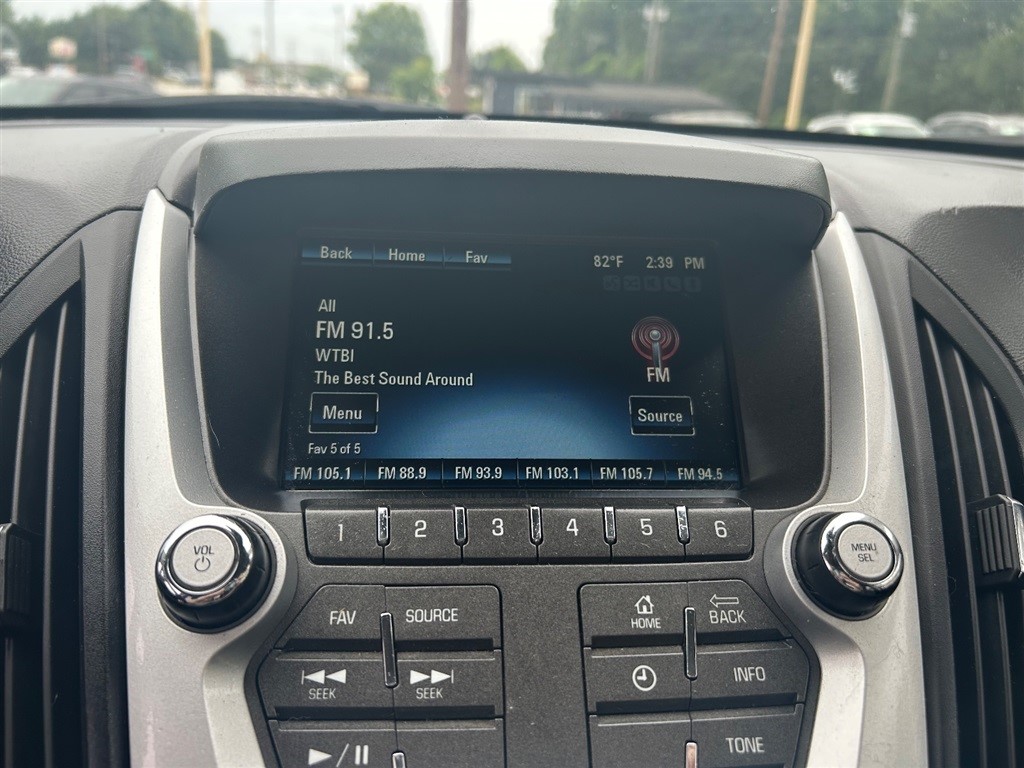 Back Home Fav 82°F 2:39 PM
All
FM 91.5
WTBI
The Best Sound Around
FM
Menu
Source
Fav 5 of 5
FM 105.1 FM 88.9 FM 93.9 FM 103.1 FM 105.7 FM 94.5
1 2 3 4 5 6
VOL
MENU
SEL
FAV SOURCE
HOME BACK
SEEK SEEK
INFO
TONE